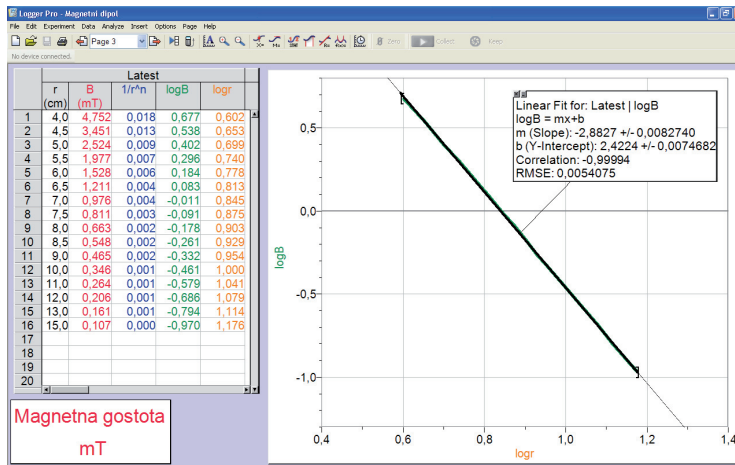 Logger Pro - Magnetni dipol
File Edit Experiment Data Analyze Insert Options Page Help
Page 3 Zero Collect Keep
No device connected.
Latest
r B 1/r^n logB logr
(cm) (mT)
1 4,0 4,752 0,018 0,677 0,602
2 4,5 3,451 0,013 0,538 0,653
3 5,0 2,524 0,009 0,402 0,699
4 5,5 1,977 0,007 0,296 0,740
5 6,0 1,528 0,006 0,184 0,778
6 6,5 1,211 0,004 0,083 0,813
7 7,0 0,976 0,004 -0,011 0,845
8 7,5 0,811 0,003 -0,091 0,875
9 8,0 0,663 0,002 -0,178 0,903
10 8,5 0,548 0,002 -0,261 0,929
11 9,0 0,465 0,002 -0,332 0,954
12 10,0 0,346 0,001 -0,461 1,000
13 11,0 0,264 0,001 -0,579 1,041
14 12,0 0,206 0,001 -0,686 1,079
15 13,0 0,161 0,001 -0,794 1,114
16 15,0 0,107 0,000 -0,970 1,176
17
18
19
20
Magnetna gostota
mT
Linear Fit for: Latest | logB
logB = mx+b
m (Slope): -2,8827 +/- 0,0082740
b (Y-Intercept): 2,4224 +/- 0,0074682
Correlation: -0,99994
RMSE: 0,0054075
logB
0,5
0,0
-0,5
-1,0
0,4 0,6 0,8 1,0 1,2 1,4
logr